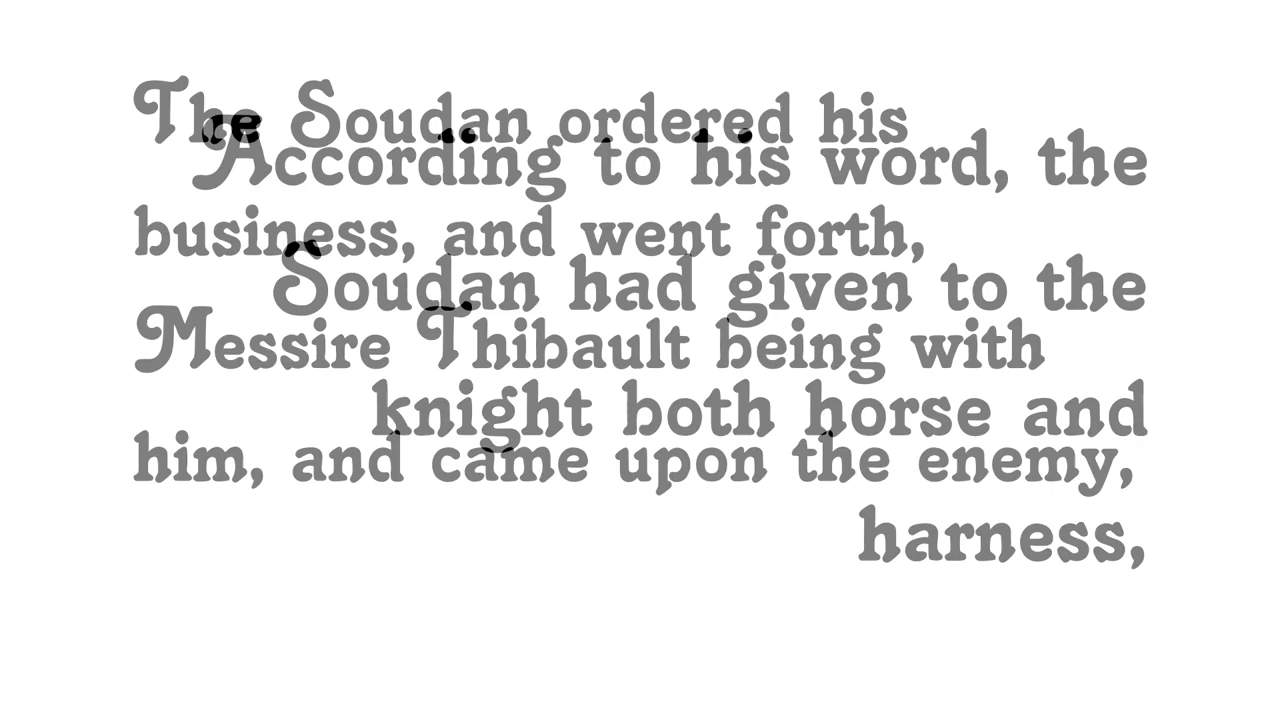 The Soudan ordered his
business, and went forth,
Messire Thibault being with
him, and came upon the enemy,
According to his word, the
Soudan had given to the
knight both horse and
harness,